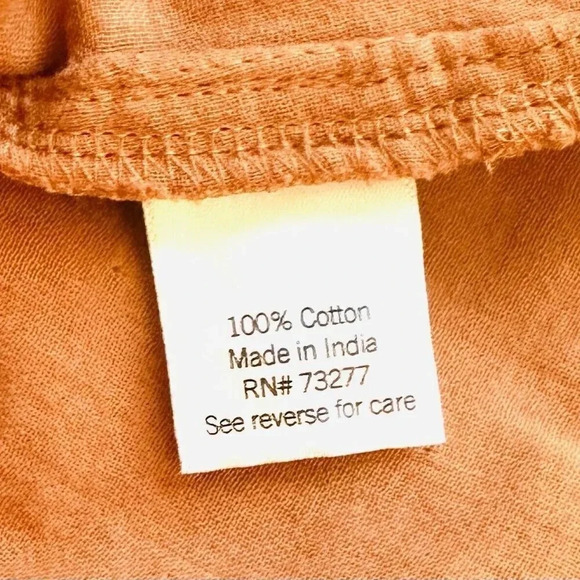 100% Cotton
Made in India
RN# 73277
See reverse for care